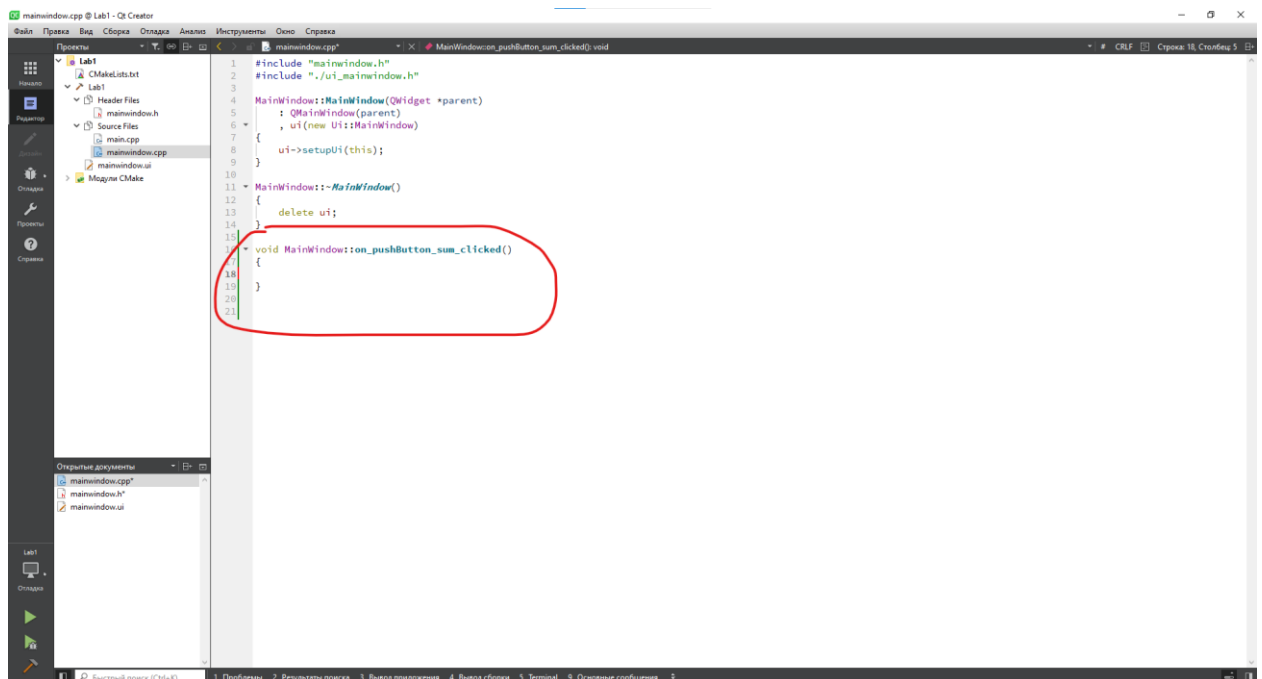 mainwindow.cpp @ Lab1 - Qt Creator
Файл Правка Вид Сборка Отладка Анализ Инструменты Окно Справка
Проекты
mainwindow.cpp*
MainWindow::on_pushButton_sum_clicked(): void
# CRLF Строка: 18, Столбец: 5
Начало
Редактор
Дизайн
Отладка
Проекты
Справка
Lab1
CMakeLists.txt
Lab1
Header Files
mainwindow.h
Source Files
main.cpp
mainwindow.cpp
mainwindow.ui
Модули CMake
1 #include "mainwindow.h"
2 #include "./ui_mainwindow.h"
3
4 MainWindow::MainWindow(QWidget *parent)
5 : QMainWindow(parent)
6 , ui(new Ui::MainWindow)
7 {
8 ui->setupUi(this);
9 }
10
11 MainWindow::~MainWindow()
12 {
13 delete ui;
14 }
15
16 void MainWindow::on_pushButton_sum_clicked()
17 {
18
19 }
20
21
Открытые документы
mainwindow.cpp*
mainwindow.h*
mainwindow.ui
Lab1
Отладка
Быстрый поиск (Ctrl+K)
1 Проблемы 2 Результаты поиска 3 Вывод приложения 4 Вывод сборки 5 Terminal 9 Основные сообщения